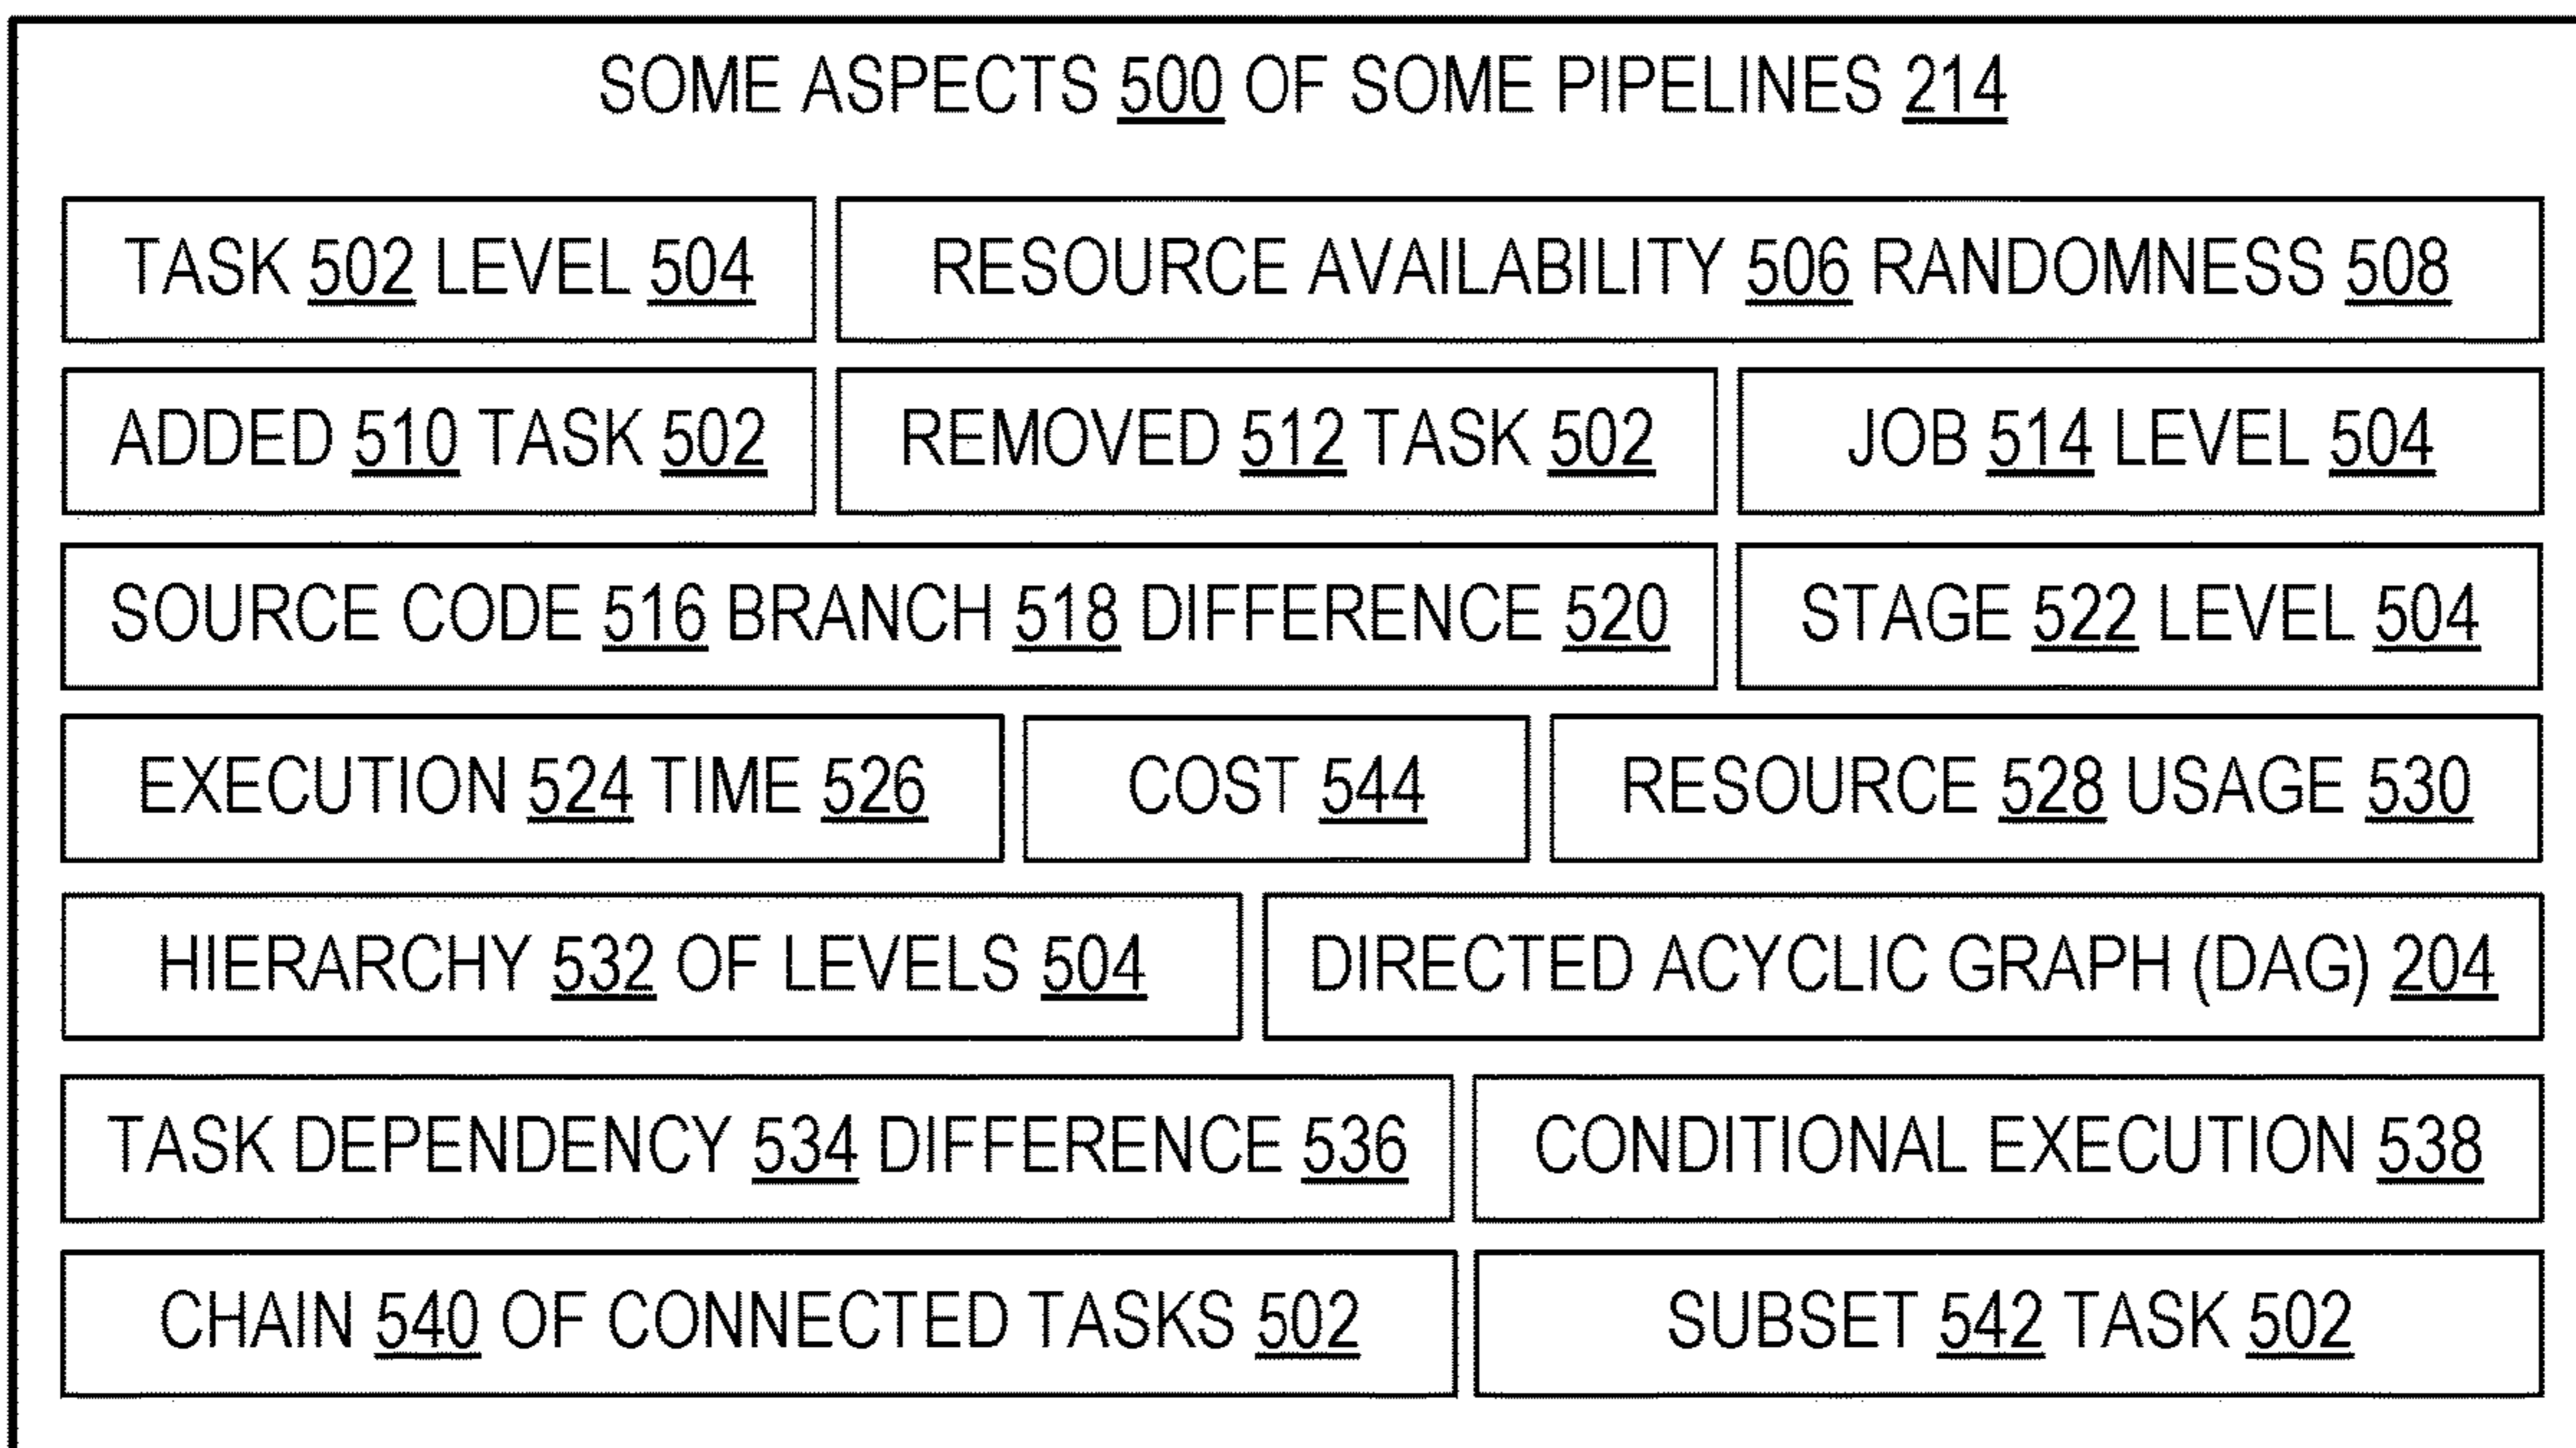 SOME ASPECTS 500 OF SOME PIPELINES 214
TASK 502 LEVEL 504
RESOURCE AVAILABILITY 506 RANDOMNESS 508
ADDED 510 TASK 502
REMOVED 512 TASK 502
JOB 514 LEVEL 504
SOURCE CODE 516 BRANCH 518 DIFFERENCE 520
STAGE 522 LEVEL 504
EXECUTION 524 TIME 526
COST 544
RESOURCE 528 USAGE 530
HIERARCHY 532 OF LEVELS 504
DIRECTED ACYCLIC GRAPH (DAG) 204
TASK DEPENDENCY 534 DIFFERENCE 536
CONDITIONAL EXECUTION 538
CHAIN 540 OF CONNECTED TASKS 502
SUBSET 542 TASK 502